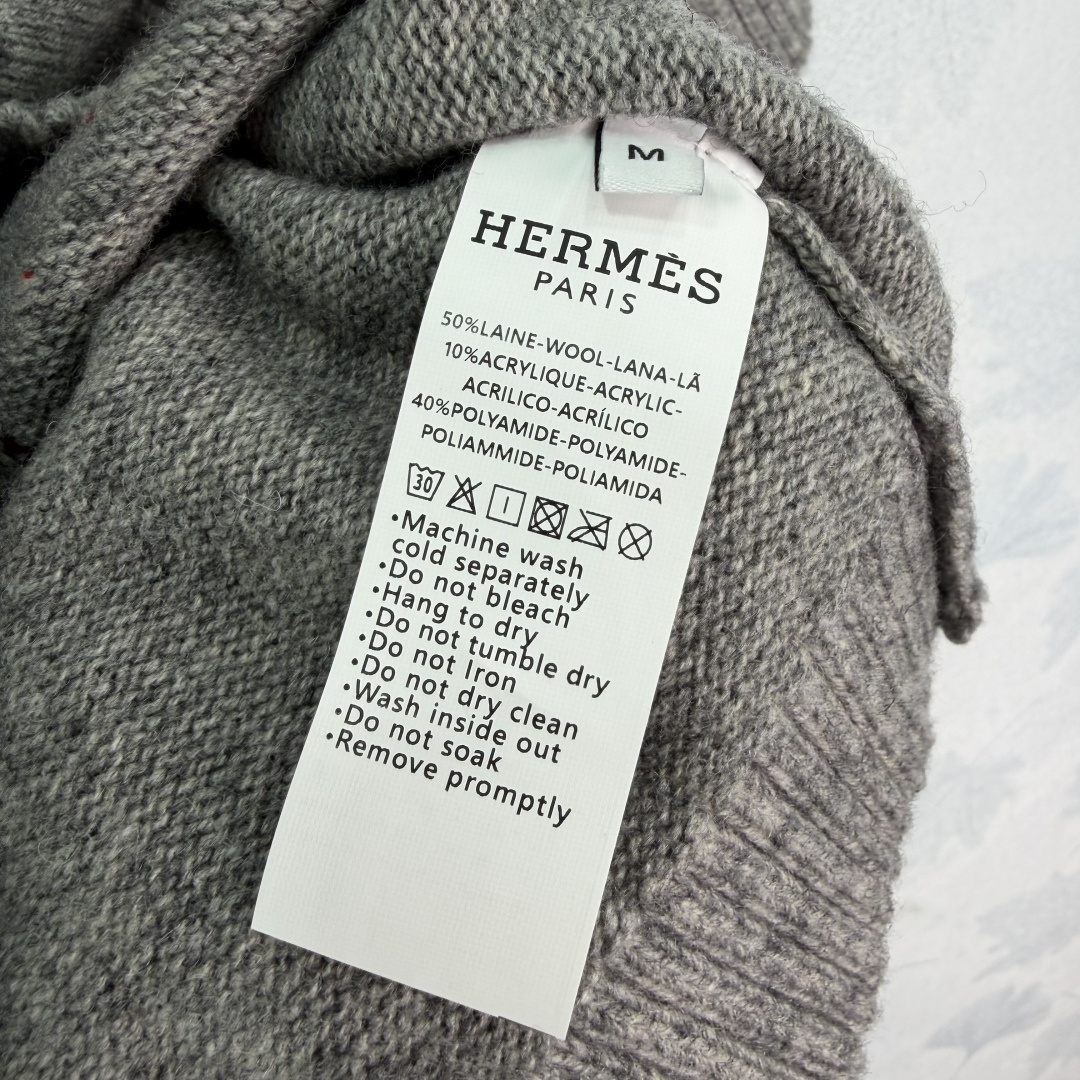 M
HERMÈS
PARIS
50%LAINE-WOOL-LANA-LÃ
10%ACRYLIQUE-ACRYLIC-
ACRILICO-ACRÍLICO
40%POLYAMIDE-POLYAMIDE-
POLIAMMIDE-POLIAMIDA
30
•Machine wash
cold separately
•Do not bleach
•Hang to dry
•Do not tumble dry
•Do not Iron
•Do not dry clean
•Wash inside out
•Do not soak
•Remove promptly